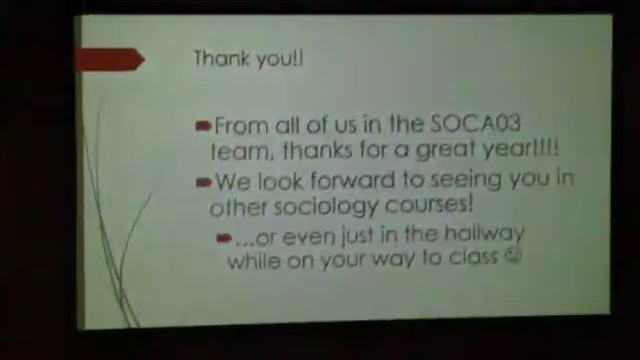 Thank you!!
From all of us in the SOCA03
team, thanks for a great year!!!!
We look forward to seeing you in
other sociology courses!
...or even just in the hallway
while on your way to class ☺